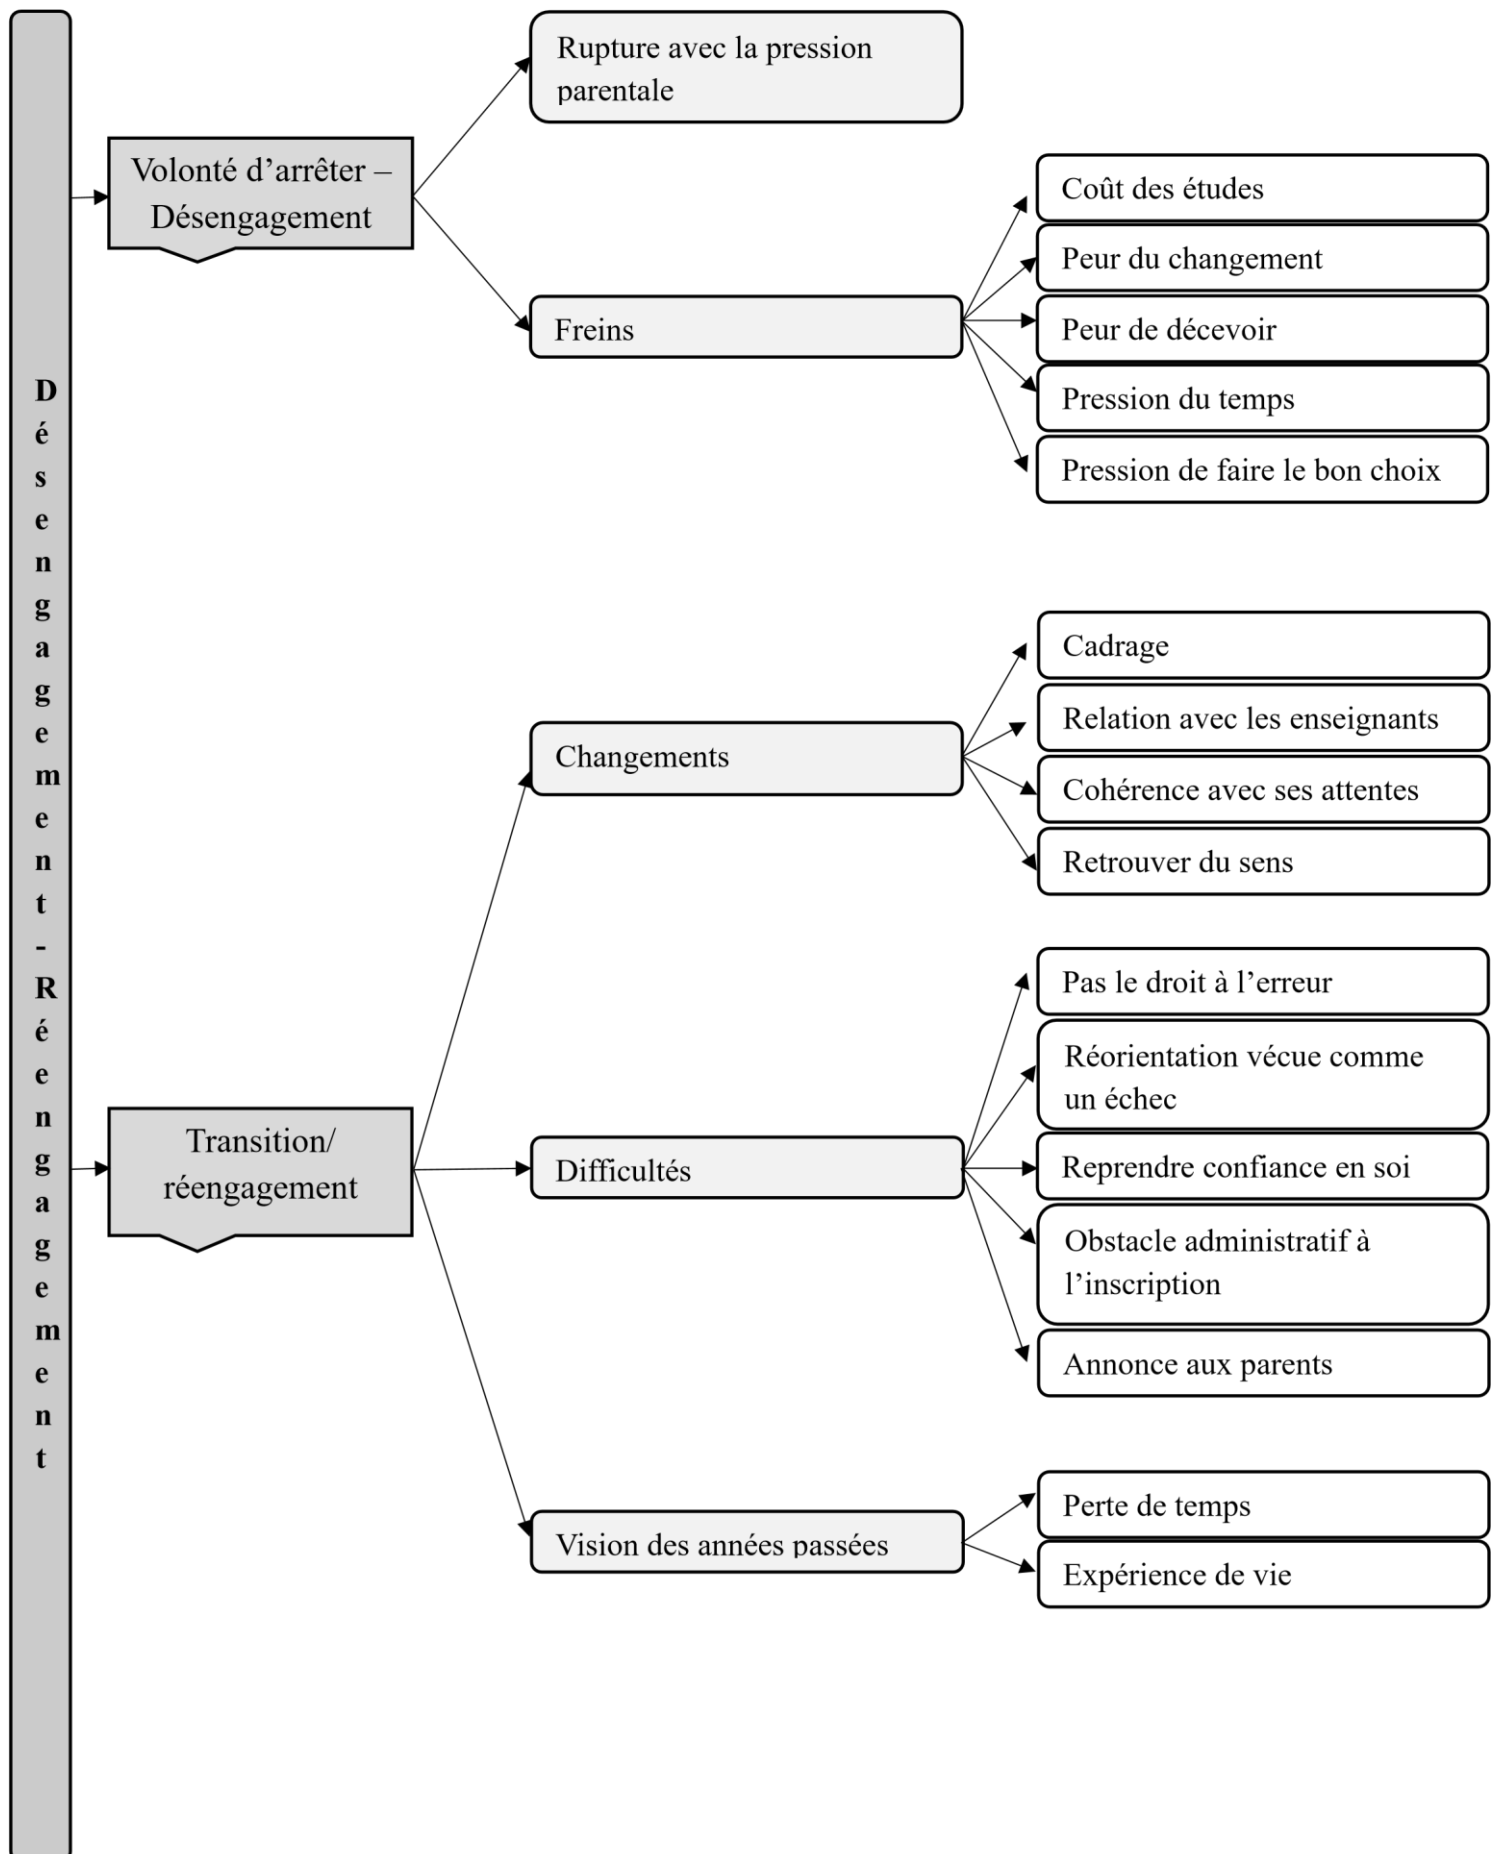 Désengagement-Réengagement
Volonté d’arrêter –
Désengagement
Rupture avec la pression
parentale
Freins
Coût des études
Peur du changement
Peur de décevoir
Pression du temps
Pression de faire le bon choix
Transition/
réengagement
Changements
Cadrage
Relation avec les enseignants
Cohérence avec ses attentes
Retrouver du sens
Difficultés
Pas le droit à l’erreur
Réorientation vécue comme
un échec
Reprendre confiance en soi
Obstacle administratif à
l’inscription
Annonce aux parents
Vision des années passées
Perte de temps
Expérience de vie